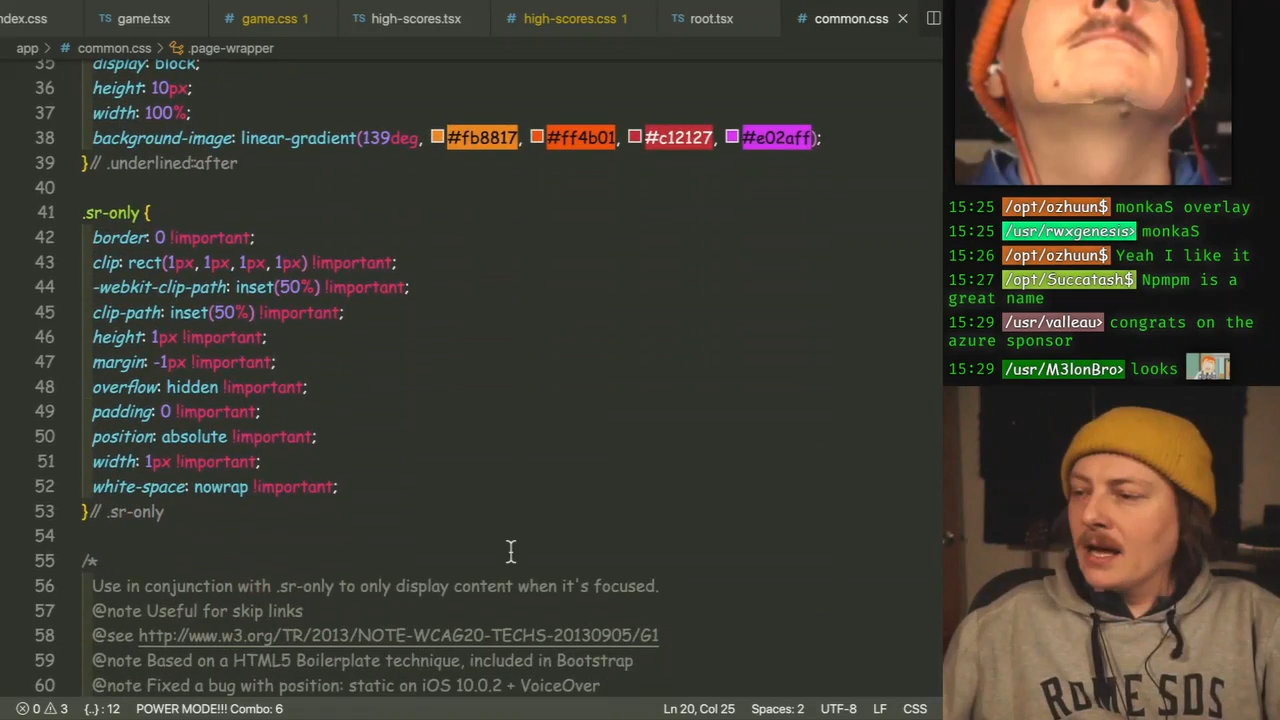 ndex.css
TS game.tsx
# game.css 1
TS high-scores.tsx
# high-scores.css 1
TS root.tsx
# common.css
app > # common.css > .page-wrapper
35 display: block;
36 height: 10px;
37 width: 100%;
38 background-image: linear-gradient(139deg, #fb8817, #ff4b01, #c12127, #e02aff);
39 }// .underlined::after
40
41 .sr-only {
42 border: 0 !important;
43 clip: rect(1px, 1px, 1px, 1px) !important;
44 -webkit-clip-path: inset(50%) !important;
45 clip-path: inset(50%) !important;
46 height: 1px !important;
47 margin: -1px !important;
48 overflow: hidden !important;
49 padding: 0 !important;
50 position: absolute !important;
51 width: 1px !important;
52 white-space: nowrap !important;
53 }// .sr-only
54
55 /*
56 Use in conjunction with .sr-only to only display content when it's focused.
57 @note Useful for skip links
58 @see http://www.w3.org/TR/2013/NOTE-WCAG20-TECHS-20130905/G1
59 @note Based on a HTML5 Boilerplate technique, included in Bootstrap
60 @note Fixed a bug with position: static on iOS 10.0.2 + VoiceOver
0 3 {..} : 12 POWER MODE!!! Combo: 6 Ln 20, Col 25 Spaces: 2 UTF-8 LF CSS
15:25 /opt/ozhuun$ monkaS overlay
15:25 /usr/rwxgenesis> monkaS
15:26 /opt/ozhuun$ Yeah I like it
15:27 /opt/Succatash$ Npmpm is a
great name
15:29 /usr/valleau> congrats on the
azure sponsor
15:29 /usr/M3lonBro> looks
ROME SDS